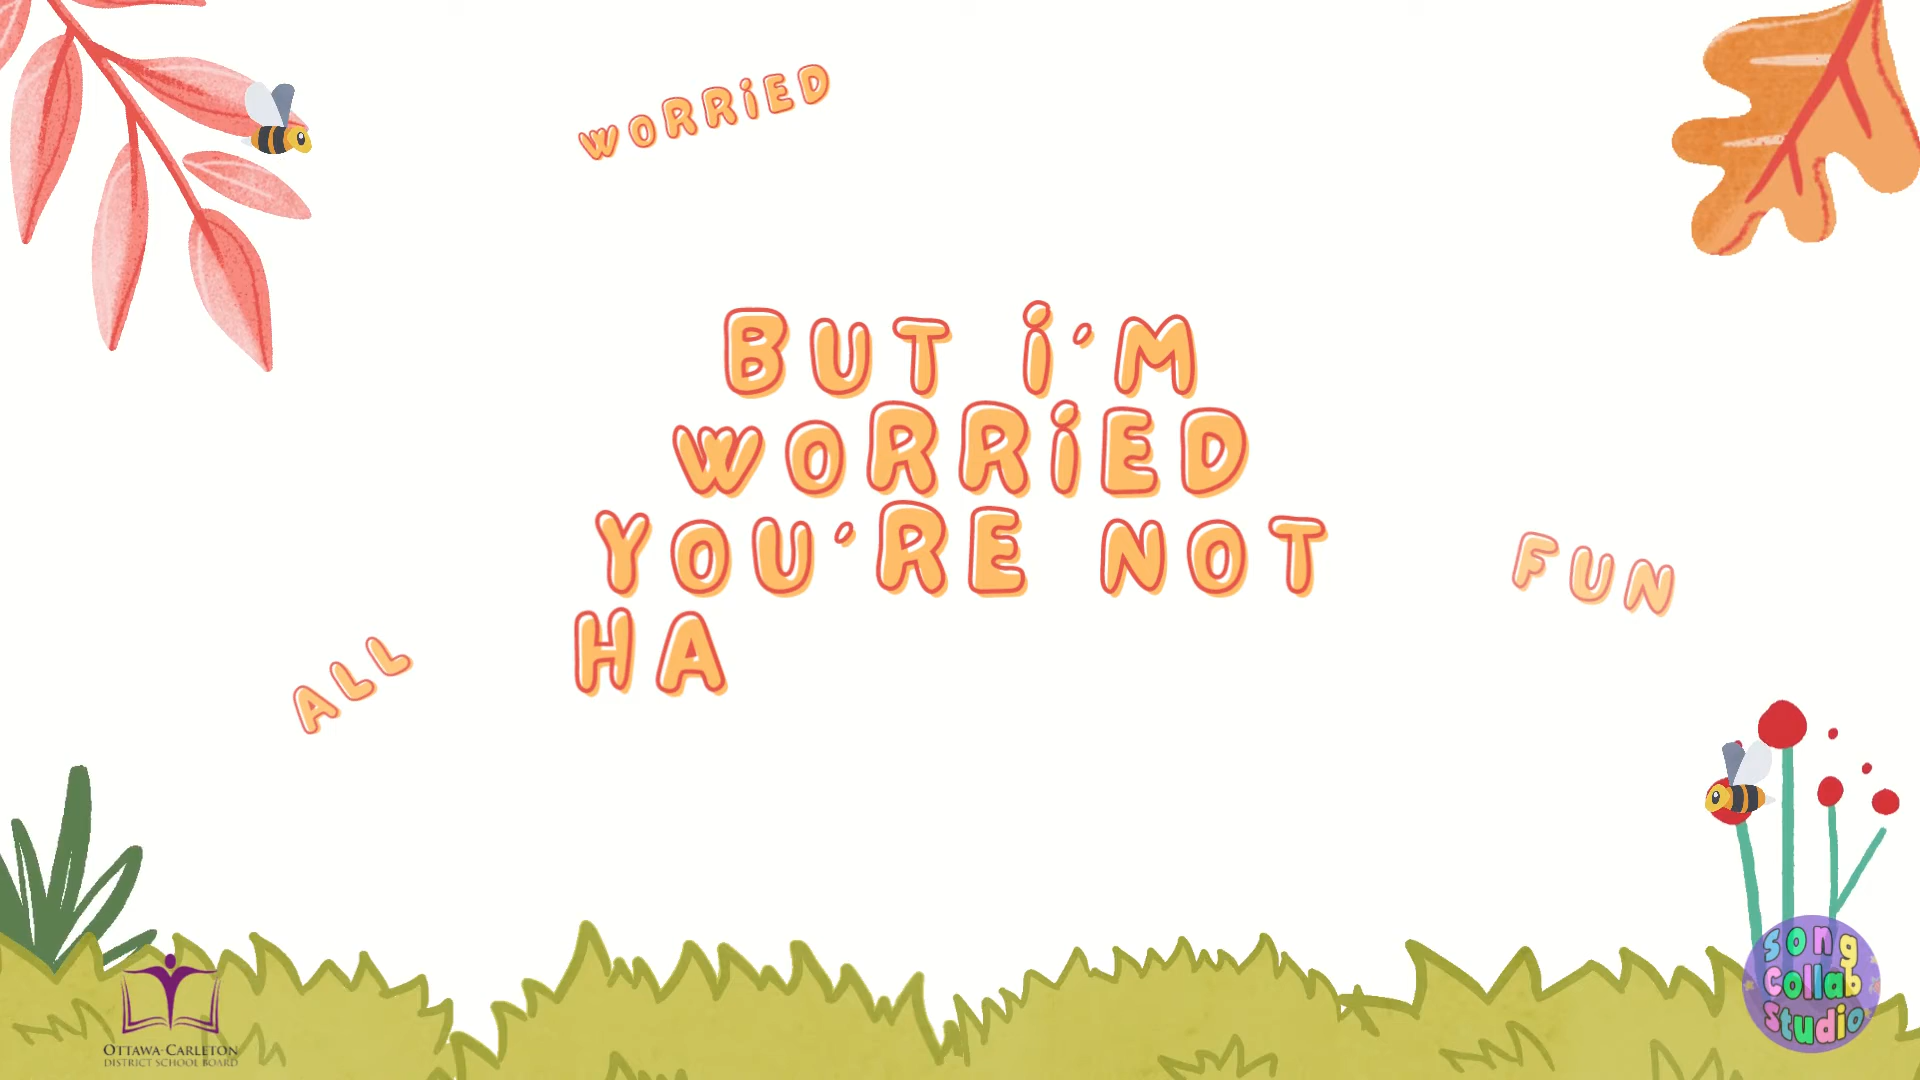 WORRiED
BUT i'M
WORRiED
YOU'RE NOT
HA
FUN
ALL
song
Collab
Studio
OTTAWA-CARLETON
DISTRICT SCHOOL BOARD